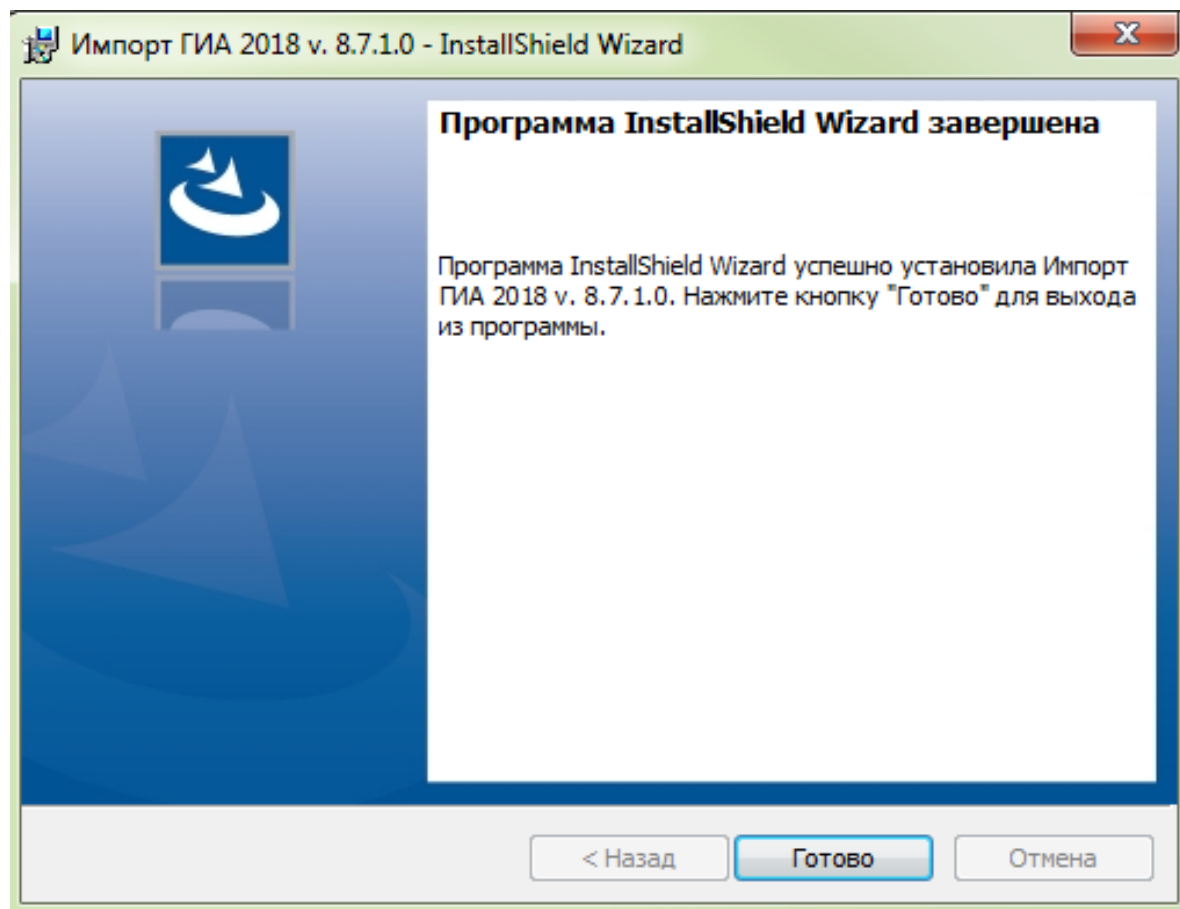 Импорт ГИА 2018 v. 8.7.1.0 - InstallShield Wizard
Программа InstallShield Wizard завершена
Программа InstallShield Wizard успешно установила Импорт
ГИА 2018 v. 8.7.1.0. Нажмите кнопку "Готово" для выхода
из программы.
< Назад
Готово
Отмена